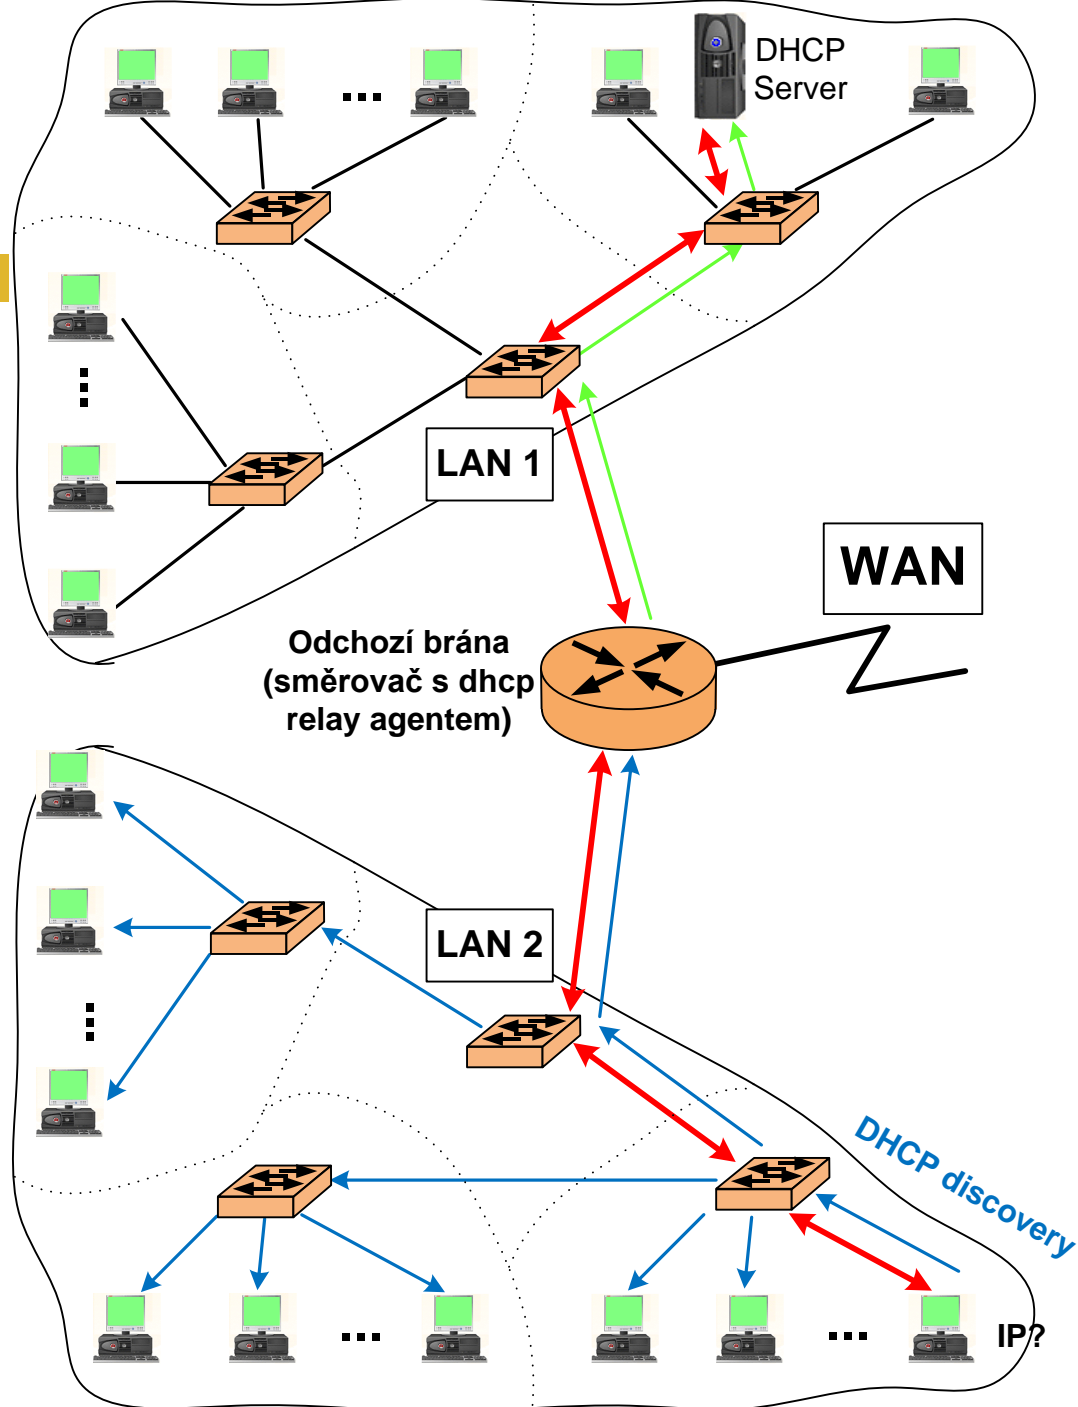 DHCP
Server
LAN 1
WAN
Odchozí brána
(směrovač s dhcp
relay agentem)
LAN 2
DHCP discovery
IP?